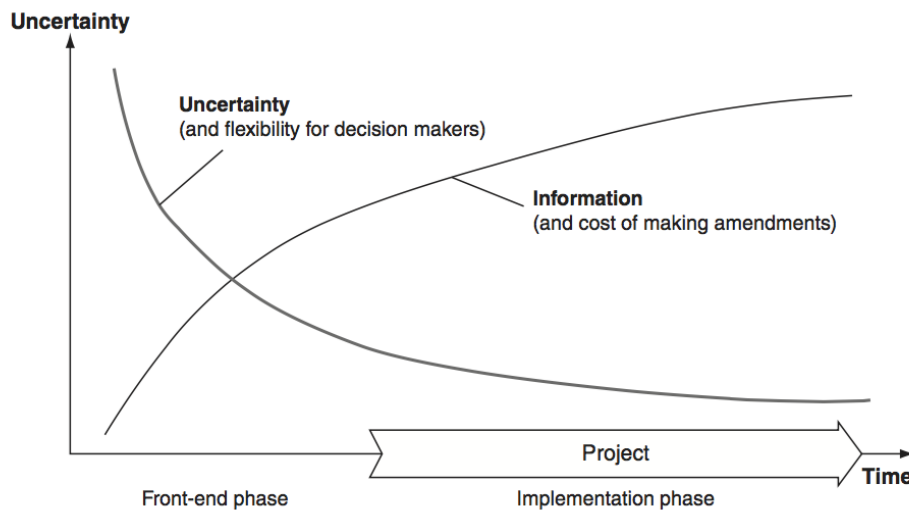 Uncertainty
Uncertainty
(and flexibility for decision makers)
Information
(and cost of making amendments)
Project
Time
Front-end phase
Implementation phase